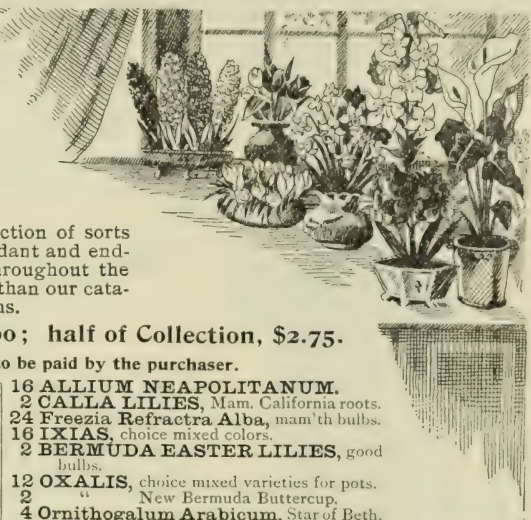 ction of sorts
dant and end-
roughout the
than our cata-
ns.
oo; half of Collection, $2.75.
to be paid by the purchaser.
16 ALLIUM NEAPOLITANUM.
2 CALLA LILIES, Mam. California roots.
24 Freezia Refractra Alba, mam'th bulbs.
16 IXIAS, choice mixed colors.
2 BERMUDA EASTER LILIES, good
bulbs.
12 OXALIS, choice mixed varieties for pots.
2 " New Bermuda Buttercup.
4 Ornithogalum Arabicum, Star of Beth.